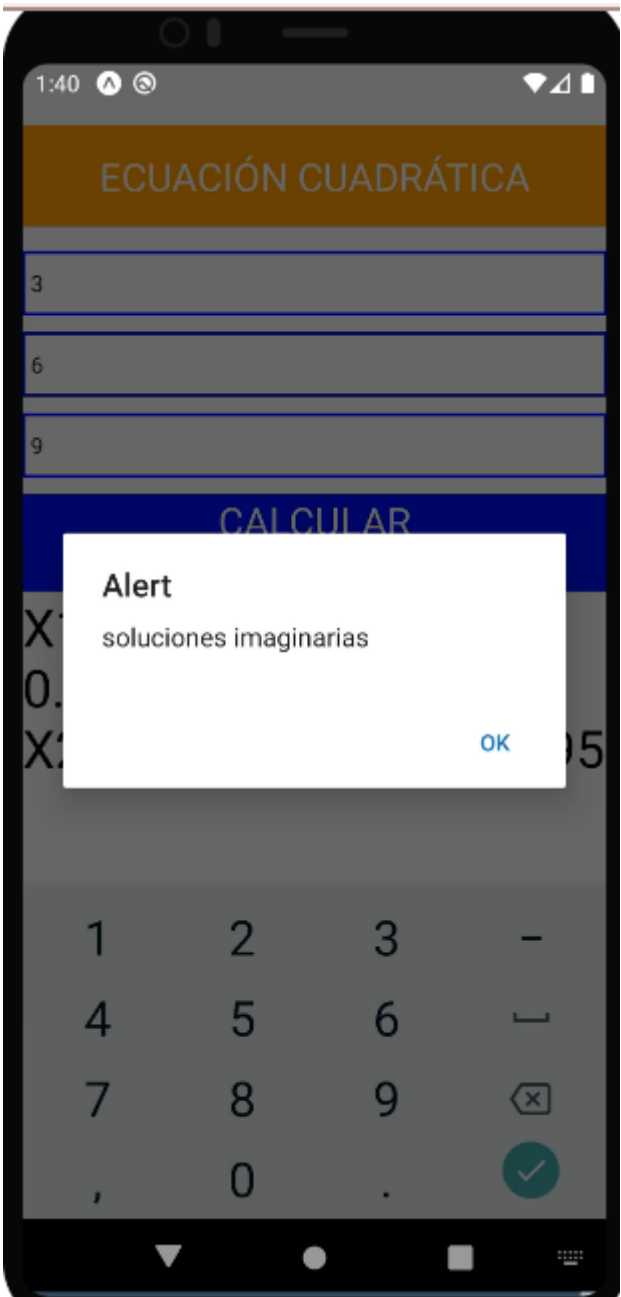 1:40
ECUACIÓN CUADRÁTICA
3
6
9
CALCULAR
Alert
soluciones imaginarias
OK
1 2 3 -
4 5 6
7 8 9
, 0 .